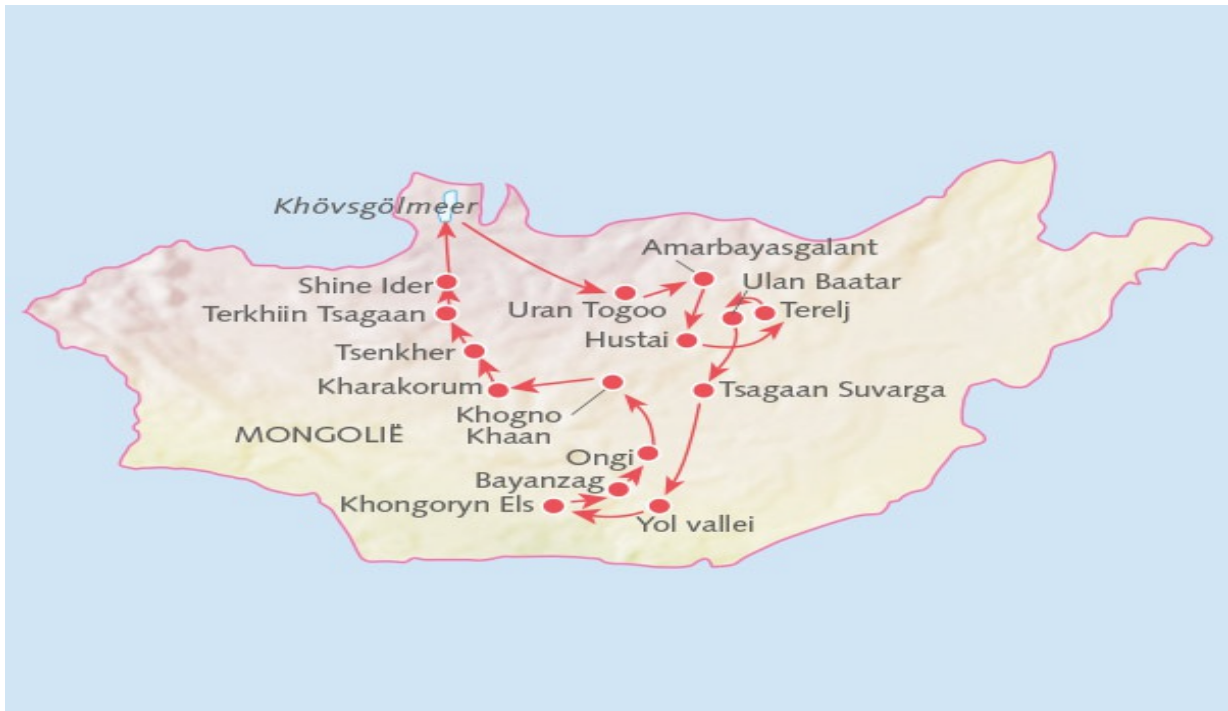 Khövsgölmeer
Amarbayasgalant
Shine Ider
Ulan Baatar
Terkhiin Tsagaan
Uran Togoo
Terelj
Hustai
Tsenkher
Kharakorum
Tsagaan Suvarga
Khogno
Khaan
MONGOLIË
Ongi
Bayanzag
Khongoryn Els
Yol vallei